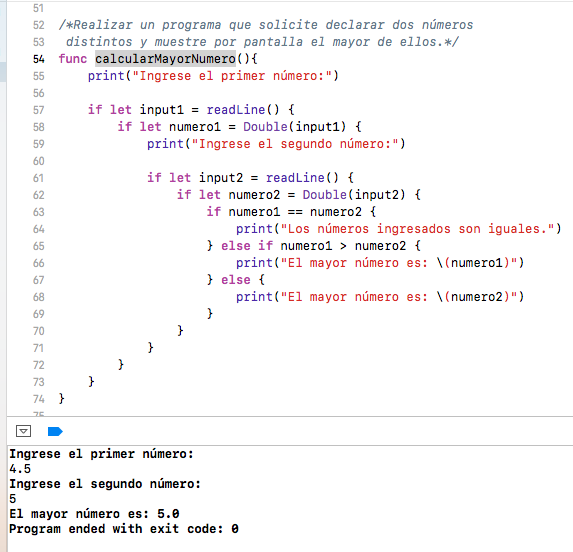 51
52 /*Realizar un programa que solicite declarar dos números
53 distintos y muestre por pantalla el mayor de ellos.*/
54 func calcularMayorNumero(){
55 print("Ingrese el primer número:")
56
57 if let input1 = readLine() {
58 if let numero1 = Double(input1) {
59 print("Ingrese el segundo número:")
60
61 if let input2 = readLine() {
62 if let numero2 = Double(input2) {
63 if numero1 == numero2 {
64 print("Los números ingresados son iguales.")
65 } else if numero1 > numero2 {
66 print("El mayor número es: \(numero1)")
67 } else {
68 print("El mayor número es: \(numero2)")
69 }
70 }
71 }
72 }
73 }
74 }
75
Ingrese el primer número:
4.5
Ingrese el segundo número:
5
El mayor número es: 5.0
Program ended with exit code: 0